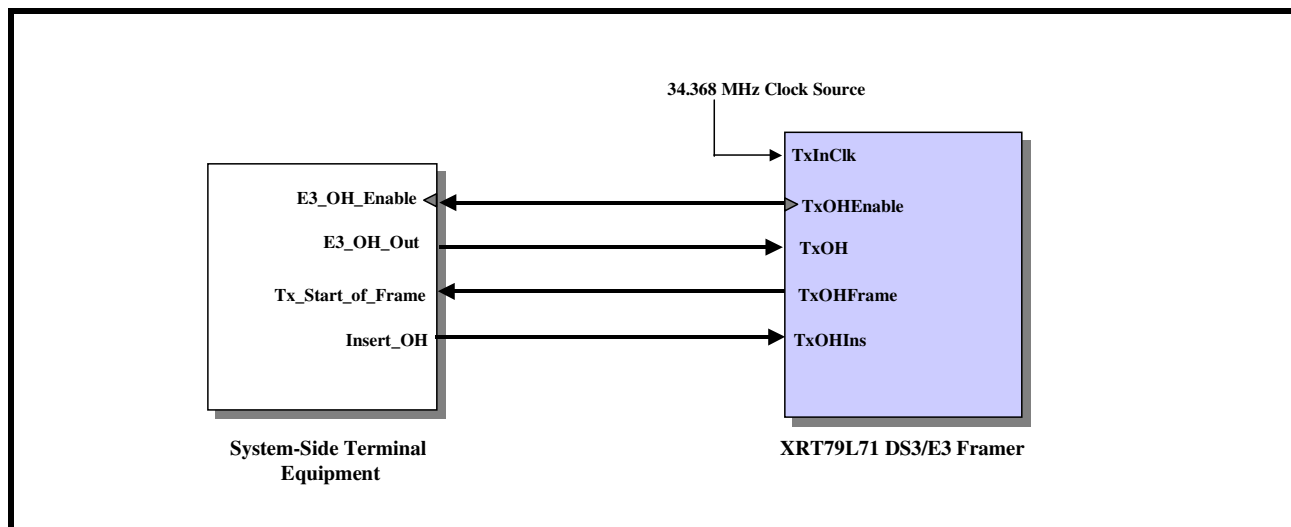 34.368 MHz Clock Source
TxInClk
E3_OH_Enable
TxOHEnable
E3_OH_Out
TxOH
Tx_Start_of_Frame
TxOHFrame
Insert_OH
TxOHIns
System-Side Terminal
Equipment
XRT79L71 DS3/E3 Framer